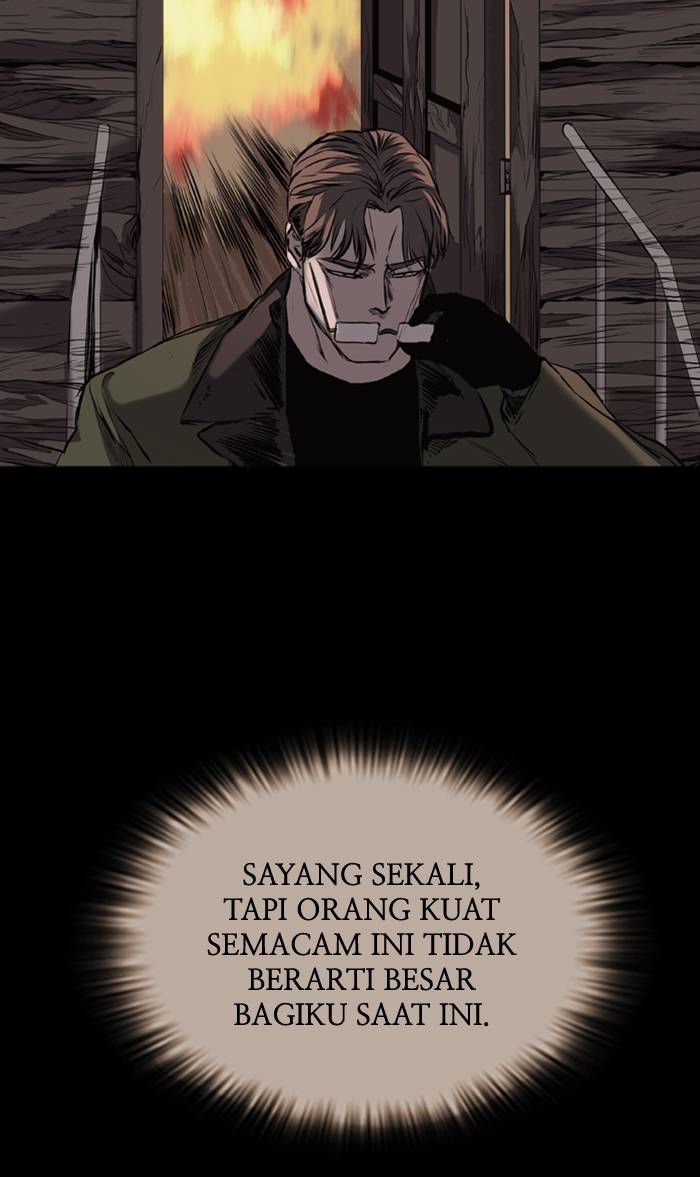 SAYANG SEKALI,
TAPI ORANG KUAT
SEMACAM INI TIDAK
BERARTI BESAR
BAGIKU SAAT INI.